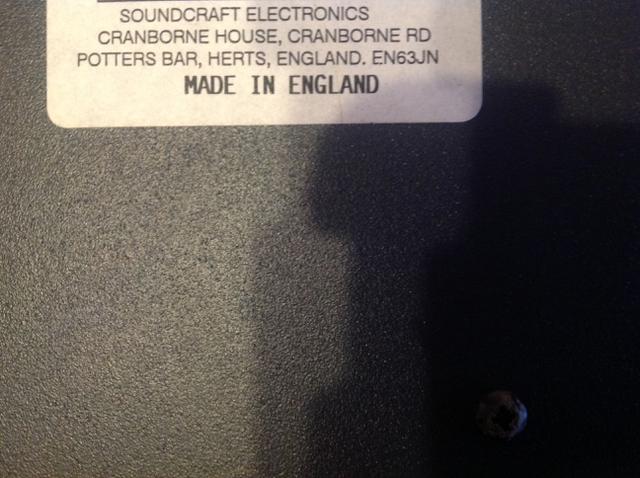 SOUNDCRAFT ELECTRONICS
CRANBORNE HOUSE, CRANBORNE RD
POTTERS BAR, HERTS, ENGLAND. EN63JN
MADE IN ENGLAND